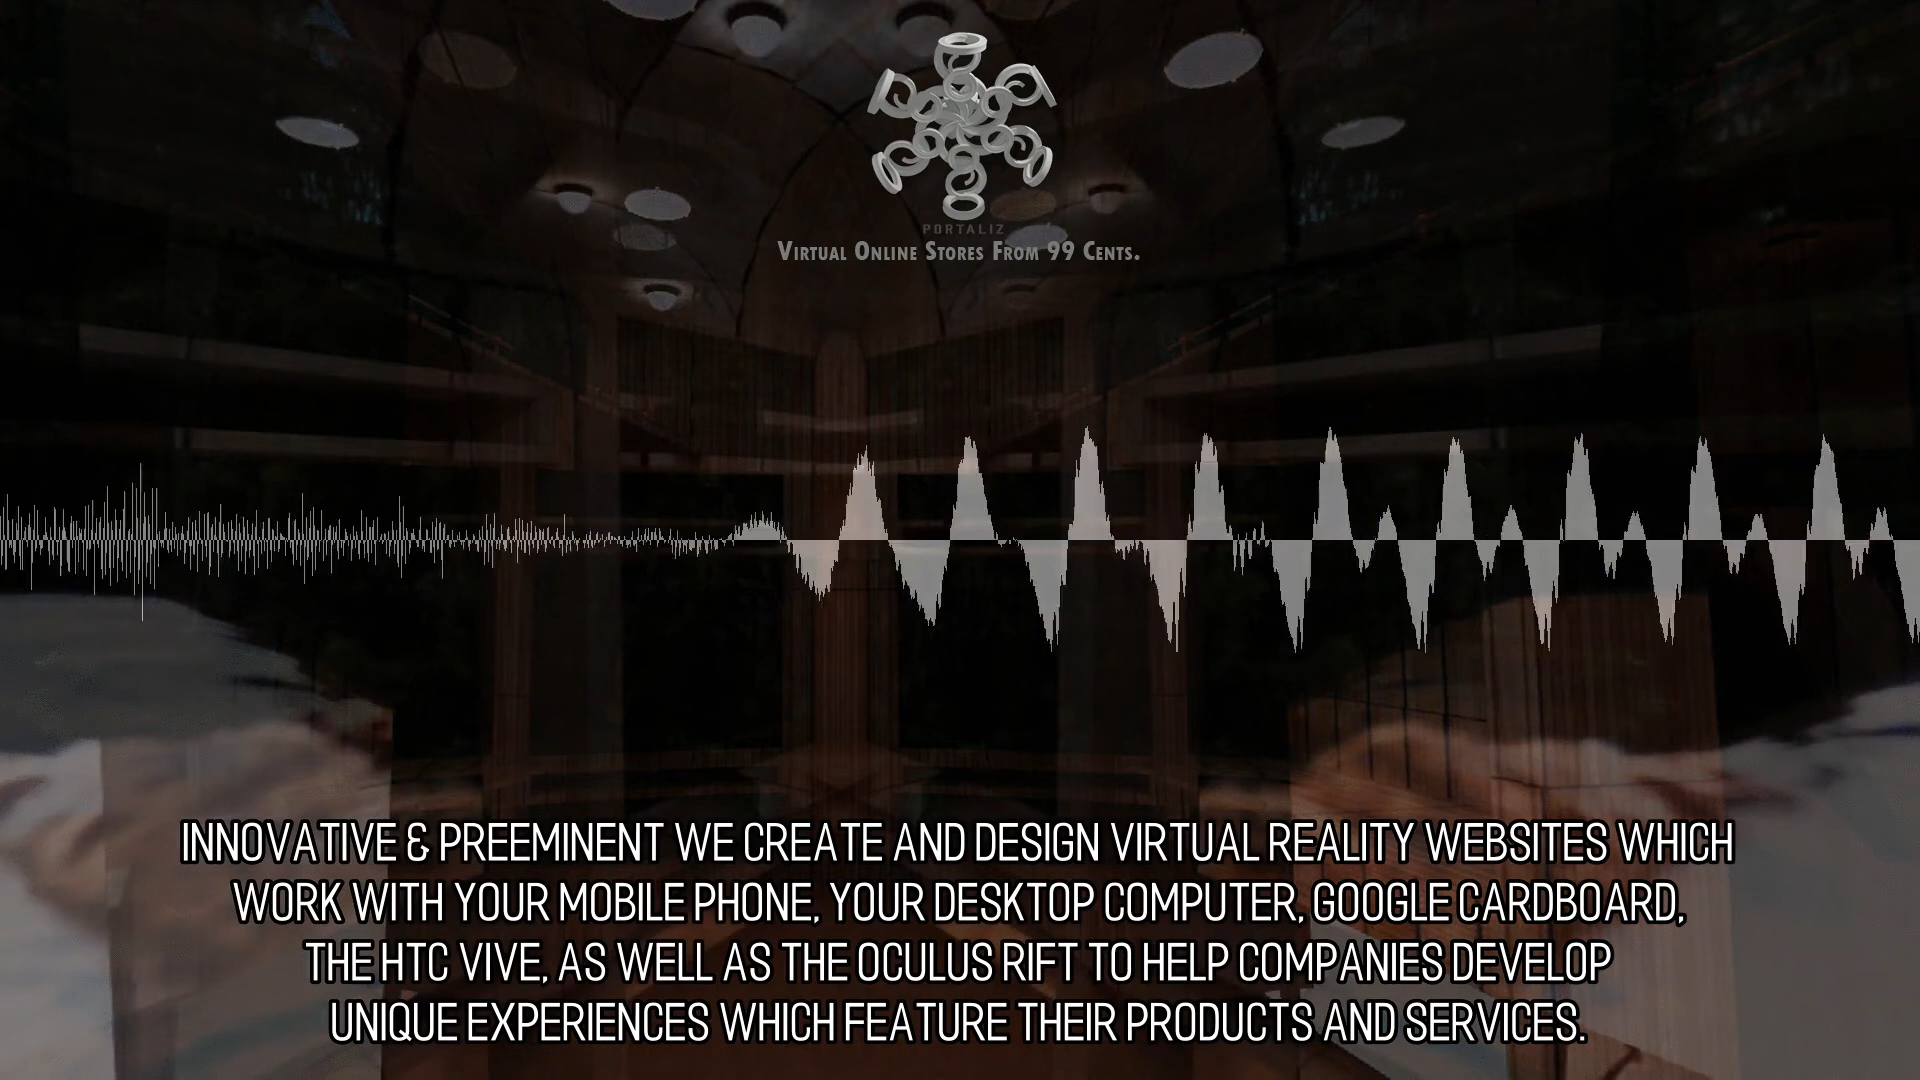 PORTALIZ
Virtual Online Stores From 99 Cents.
INNOVATIVE & PREEMINENT WE CREATE AND DESIGN VIRTUAL REALITY WEBSITES WHICH
WORK WITH YOUR MOBILE PHONE, YOUR DESKTOP COMPUTER, GOOGLE CARDBOARD,
THE HTC VIVE, AS WELL AS THE OCULUS RIFT TO HELP COMPANIES DEVELOP
UNIQUE EXPERIENCES WHICH FEATURE THEIR PRODUCTS AND SERVICES.